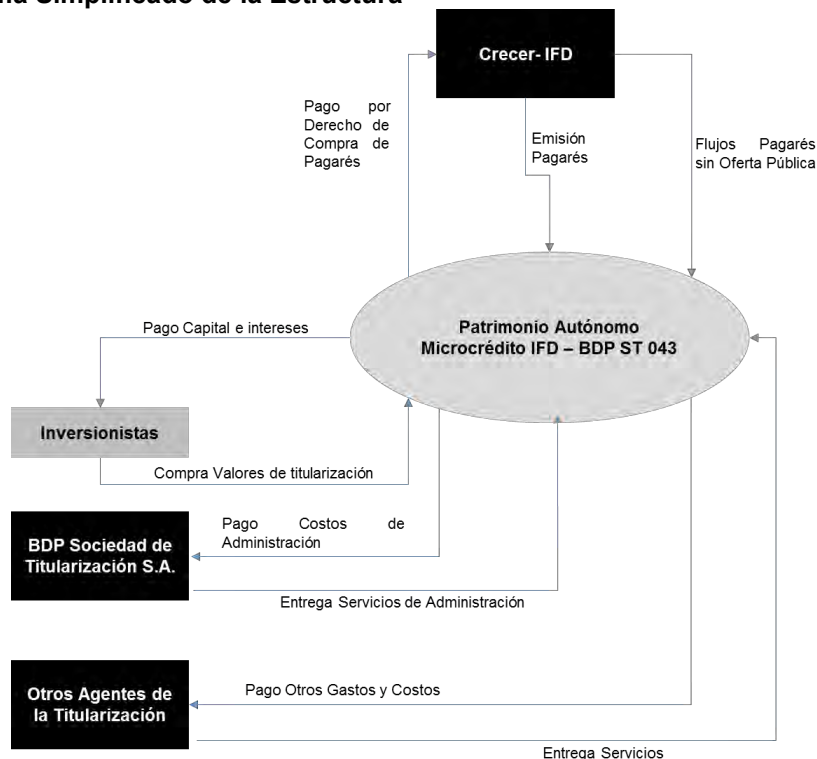 Simplificado de la Estructura
Crecer- IFD
Pago por
Derecho de
Compra de
Pagarés
Emisión
Pagarés
Flujos Pagarés
sin Oferta Pública
Patrimonio Autónomo
Microcrédito IFD – BDP ST 043
Pago Capital e intereses
Inversionistas
Compra Valores de titularización
BDP Sociedad de
Titularización S.A.
Pago Costos de
Administración
Entrega Servicios de Administración
Otros Agentes de
la Titularización
Pago Otros Gastos y Costos
Entrega Servicios